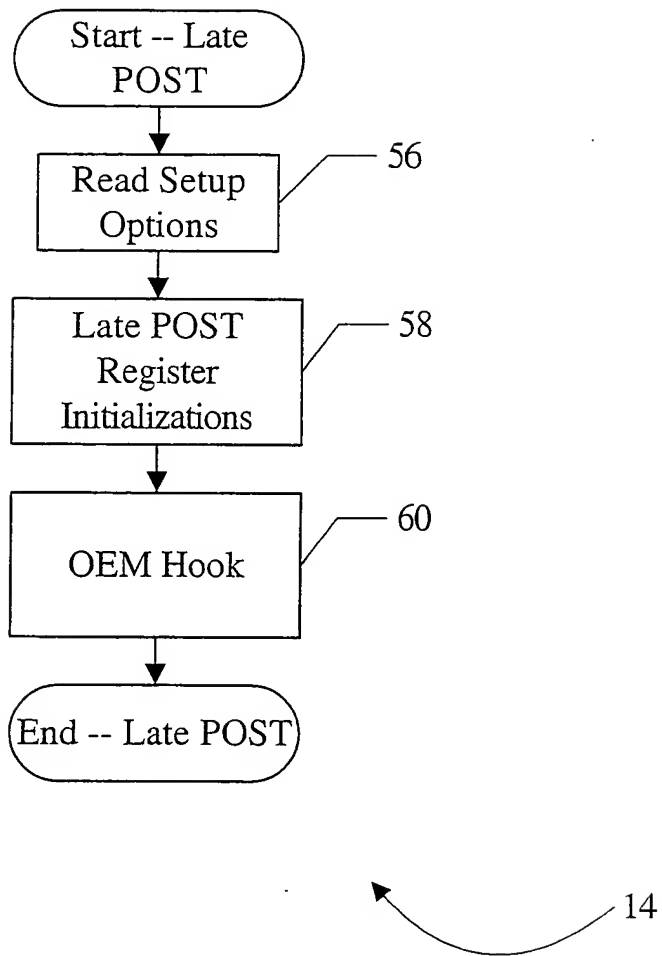 Start -- Late
POST
56
Read Setup
Options
58
Late POST
Register
Initializations
60
OEM Hook
End -- Late POST
14